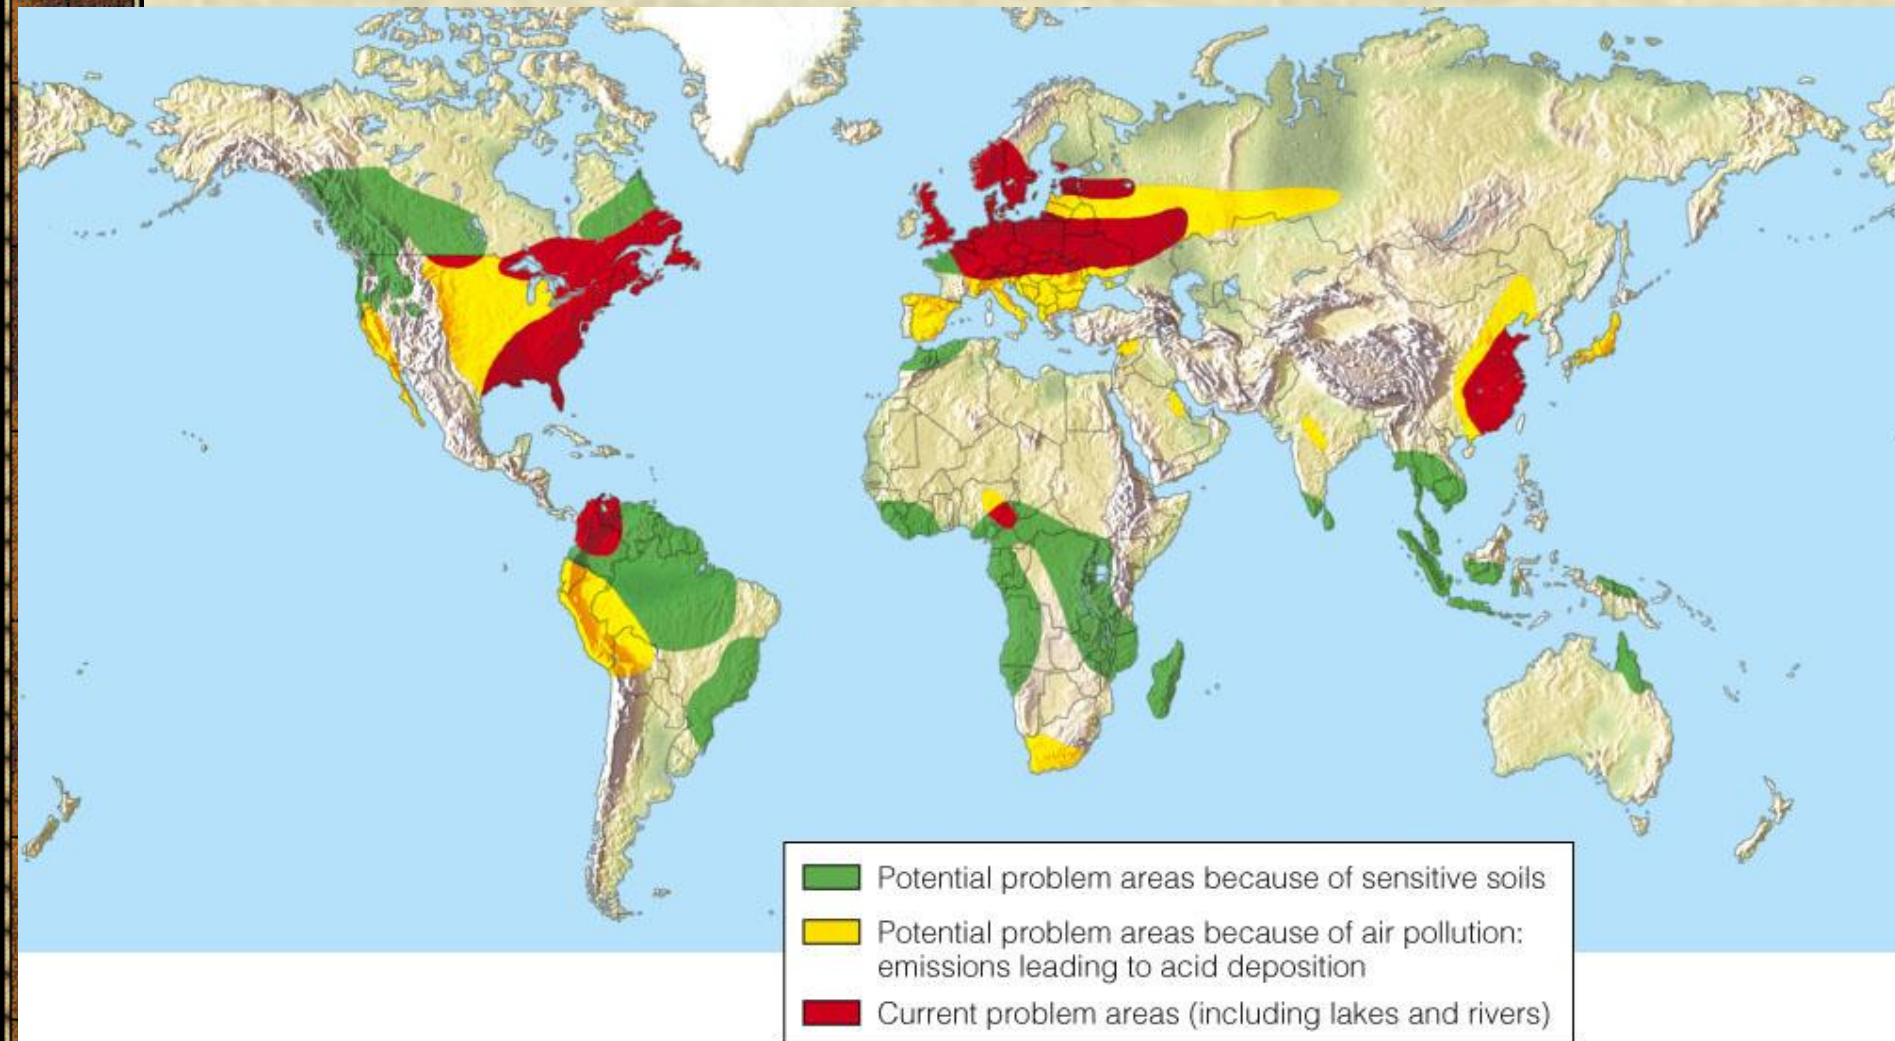 Potential problem areas because of sensitive soils
Potential problem areas because of air pollution:
emissions leading to acid deposition
Current problem areas (including lakes and rivers)